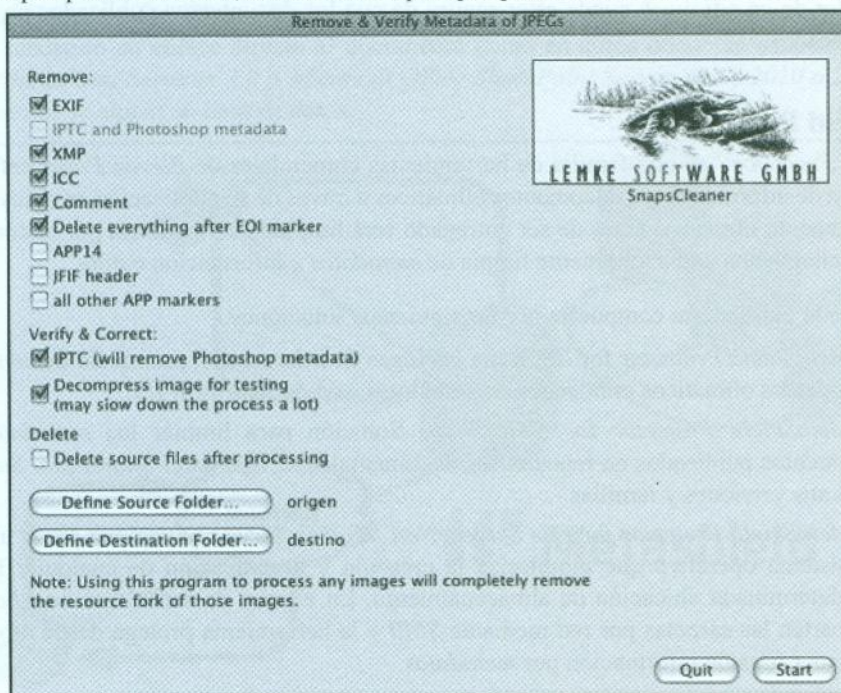 Remove & Verify Metadata of JPEGs
Remove:
EXIF
IPTC and Photoshop metadata
XMP
ICC
Comment
Delete everything after EOI marker
APP14
JFIF header
all other APP markers
LEMKE SOFTWARE GMBH
SnapsCleaner
Verify & Correct:
IPTC (will remove Photoshop metadata)
Decompress image for testing
(may slow down the process a lot)
Delete
Delete source files after processing
Define Source Folder... origen
Define Destination Folder... destino
Note: Using this program to process any images will completely remove
the resource fork of those images.
Quit Start